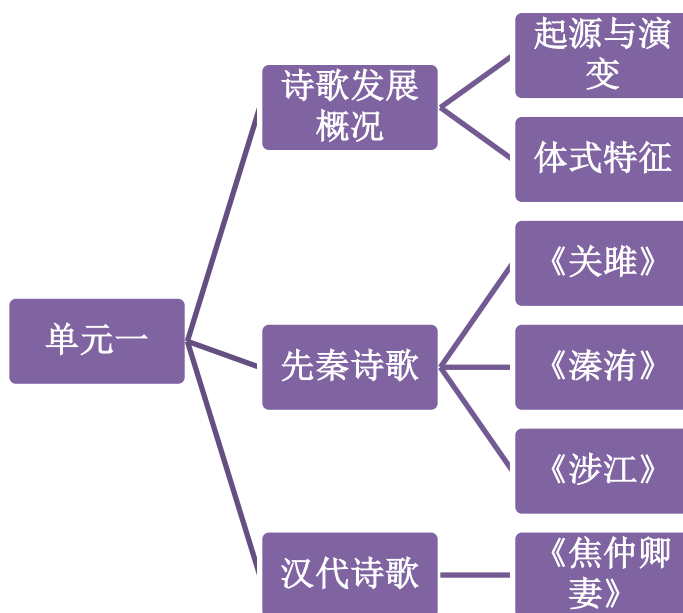 单元一
诗歌发展
概况
起源与演
变
体式特征
先秦诗歌
《关雎》
《溱洧》
《涉江》
汉代诗歌
《焦仲卿
妻》